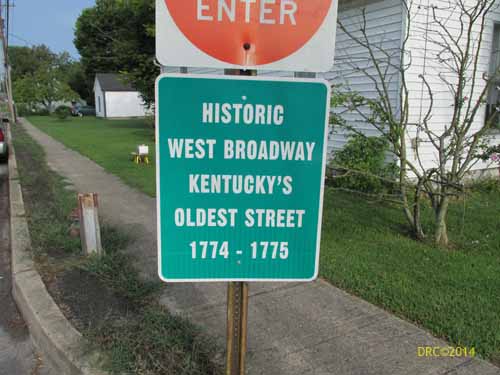 ENTER
HISTORIC
WEST BROADWAY
KENTUCKY'S
OLDEST STREET
1774 - 1775
DRC©2014